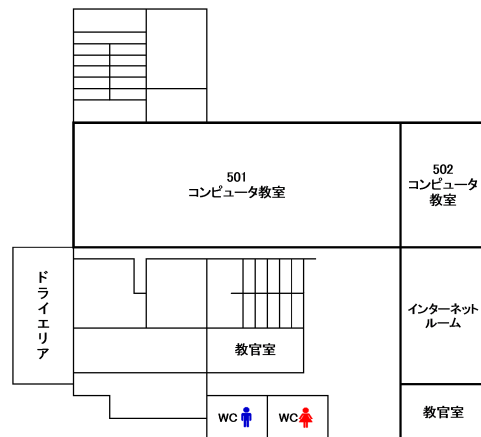 501
コンピュータ教室
502
コンピュータ
教室
ドライエリア
インターネット
ルーム
教官室
教官室
WC
WC